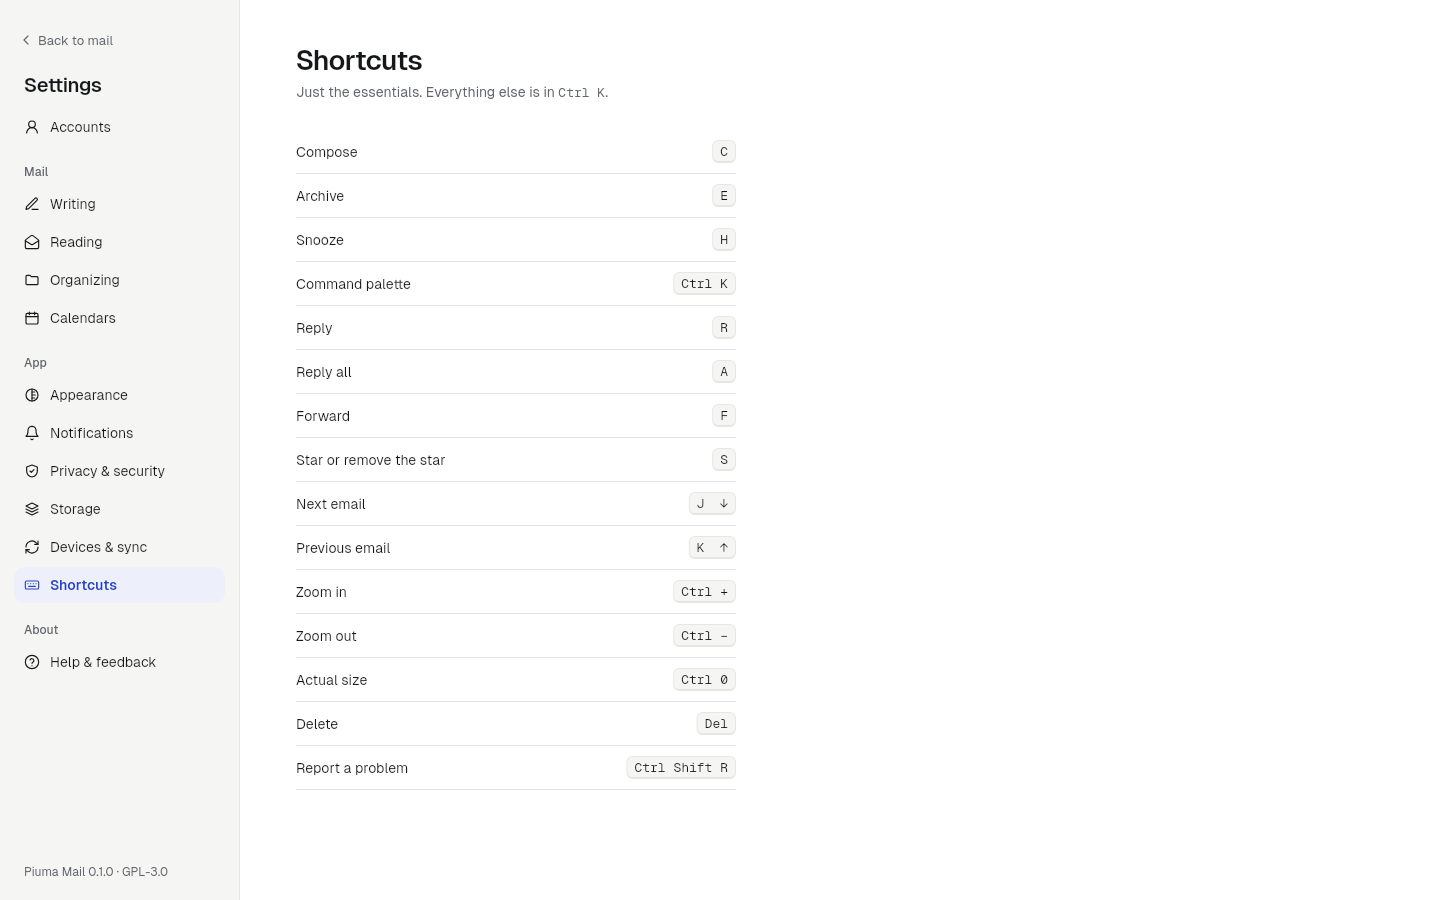 Back to mail
Settings
Accounts
Mail
Writing
Reading
Organizing
Calendars
App
Appearance
Notifications
Privacy & security
Storage
Devices & sync
Shortcuts
About
Help & feedback
Piuma Mail 0.1.0 · GPL-3.0
Shortcuts
Just the essentials. Everything else is in Ctrl K.
Compose C
Archive E
Snooze H
Command palette Ctrl K
Reply R
Reply all A
Forward F
Star or remove the star S
Next email J ↓
Previous email K ↑
Zoom in Ctrl +
Zoom out Ctrl −
Actual size Ctrl 0
Delete Del
Report a problem Ctrl Shift R